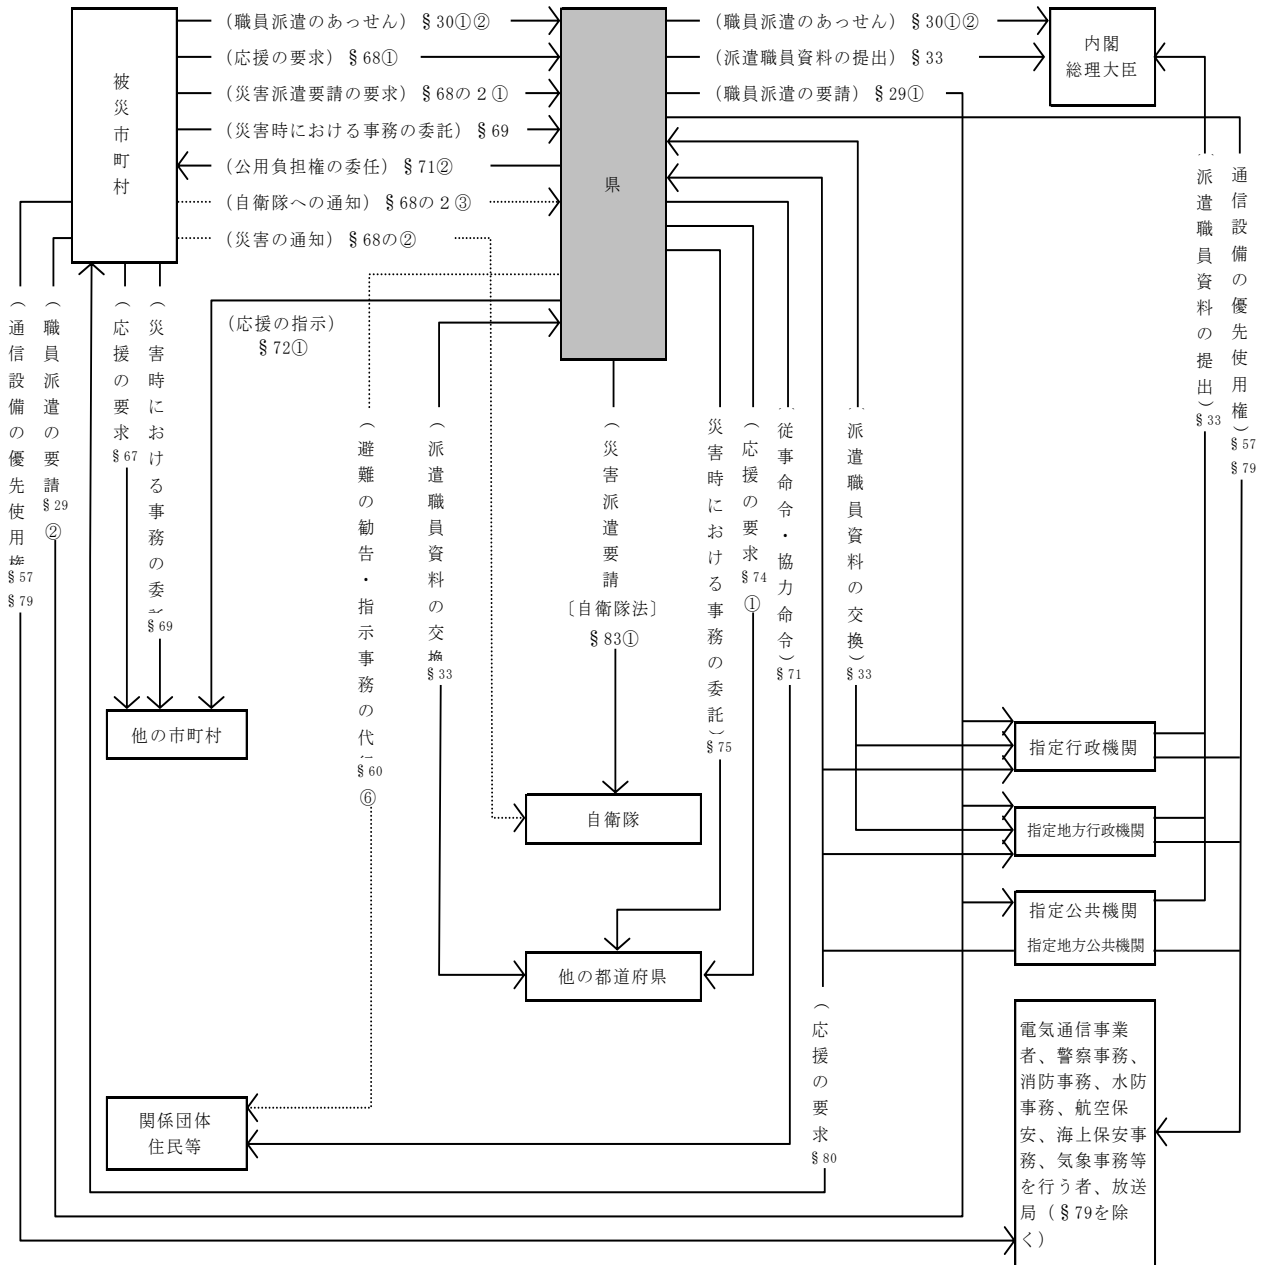 (職員派遣のあっせん) §30①②
(応援の要求) §68①
(災害派遣要請の要求) §68の2①
(災害時における事務の委託) §69
(公用負担権の委任) §71②
(自衛隊への通知) §68の2③
(災害の通知) §68の②
被災市町村
県
(職員派遣のあっせん) §30①②
(派遣職員資料の提出) §33
(職員派遣の要請) §29①
内閣
総理大臣
(派遣職員資料の提出) §33
通信設備の優先使用権) §57
§79
(通信設備の優先使用権
§57
§79
(職員派遣の要請
§29
②
(応援の要求
§67
(災害時における事務の委
§69
(応援の指示)
§72①
(避難の勧告・指示事務の代
§60
⑥
(派遣職員資料の交
§33
(災害派遣要請
〔自衛隊法〕
§83①
災害時における事務の委託)
§75
(応援の要求
§74
①
(従事命令・協力命令)
§71
(派遣職員資料の交換)
§33
他の市町村
自衛隊
他の都道府県
関係団体
住民等
(応援の要求
§80
指定行政機関
指定地方行政機関
指定公共機関
指定地方公共機関
電気通信事業
者、警察事務、
消防事務、水防
事務、航空保
安、海上保安事
務、気象事務等
を行う者、放送
局(§79を除
く)